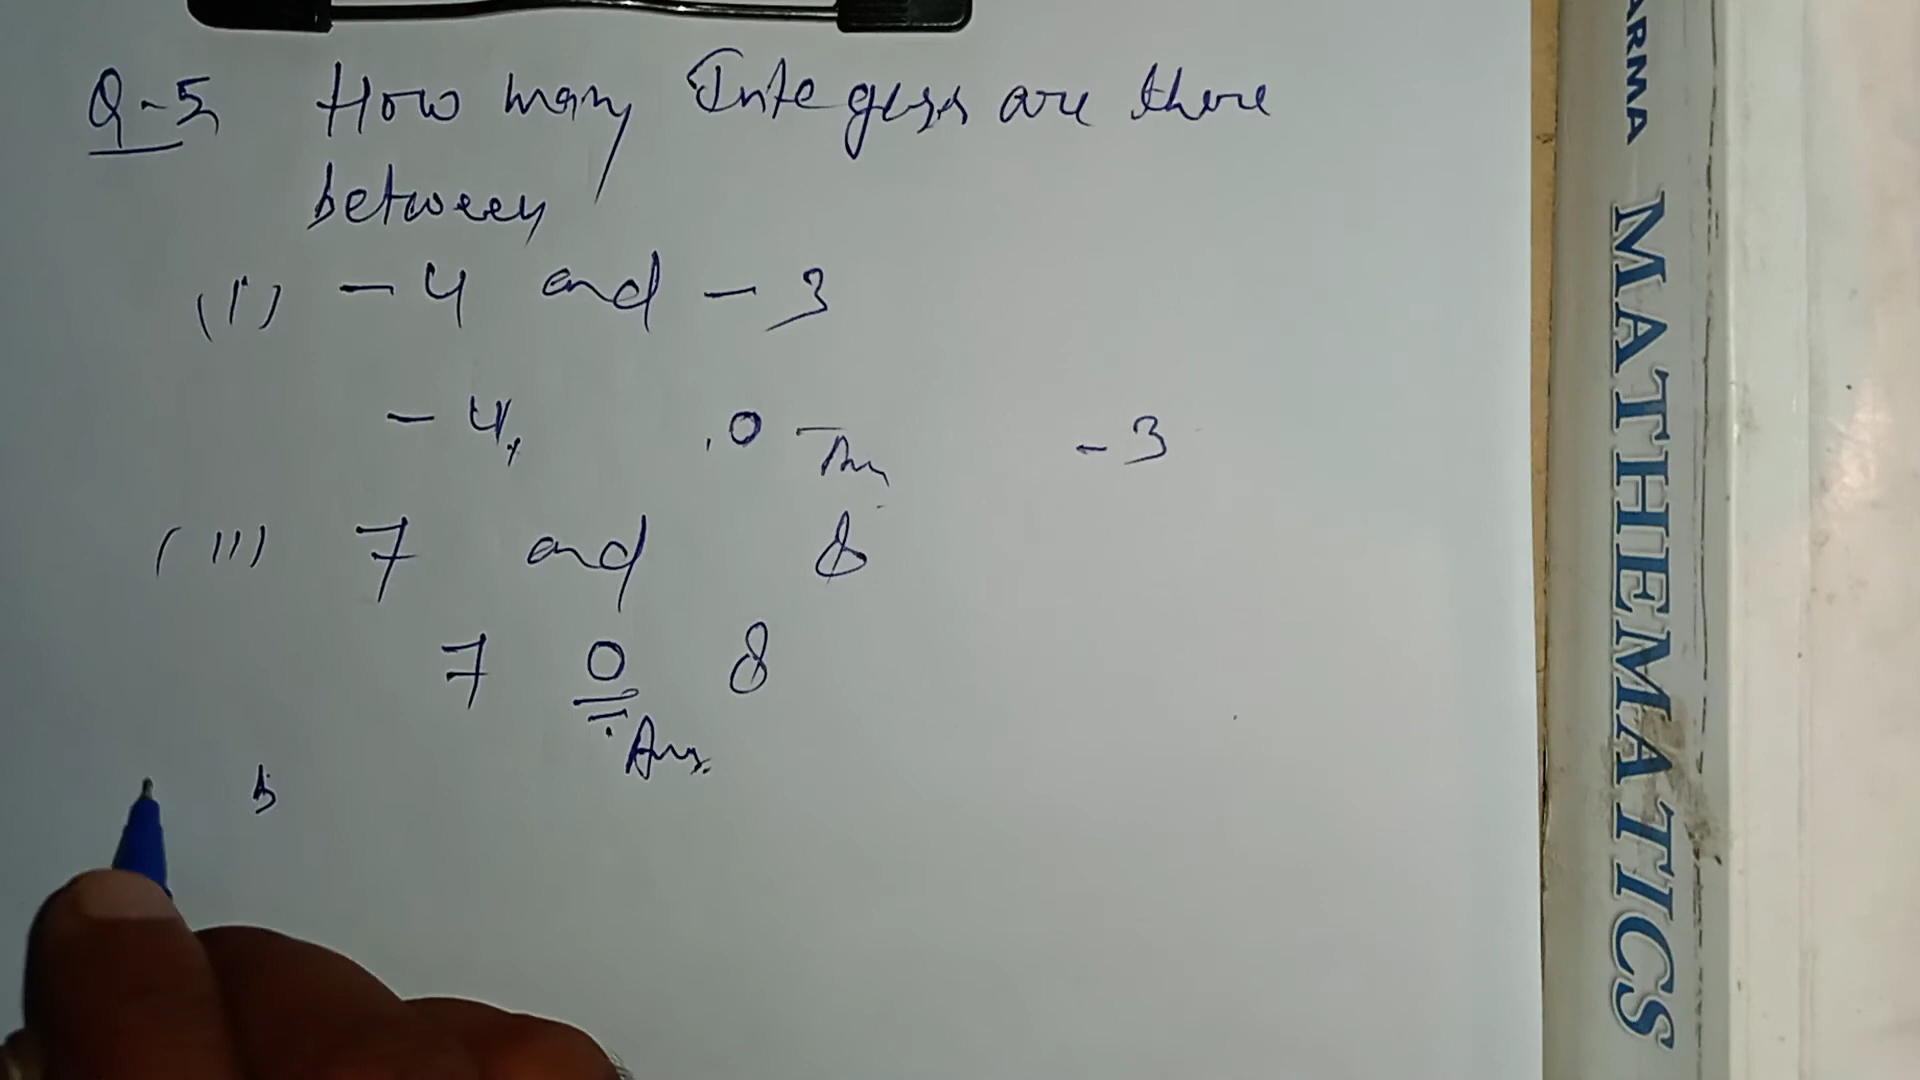 Q-5 How many Integers are there
between
(i) -4 and -3
-4, , 0 Ans -3
(ii) 7 and 8
7 0 8
Ans.
ARMA MATHEMATICS